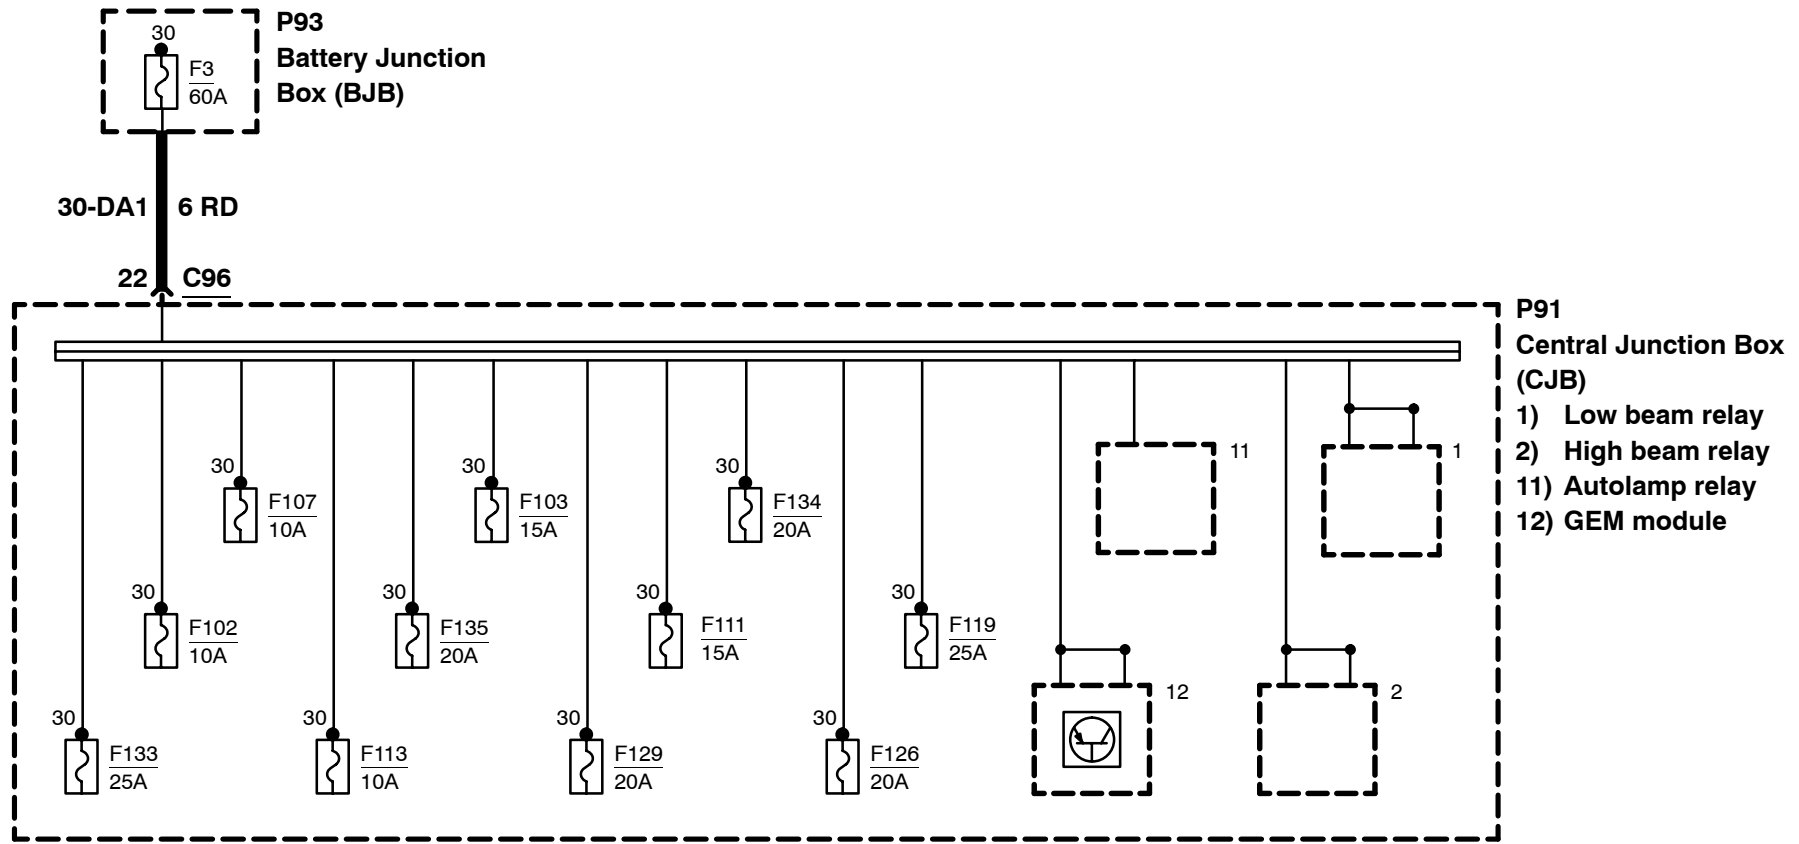 P93
Battery Junction
Box (BJB)
30
F3
60A
30-DA1 6 RD
22 C96
P91
Central Junction Box
(CJB)
1) Low beam relay
2) High beam relay
11) Autolamp relay
12) GEM module
30
F107
10A
30
F103
15A
30
F134
20A
11
1
30
F102
10A
30
F135
20A
30
F111
15A
30
F119
25A
30
F133
25A
30
F113
10A
30
F129
20A
30
F126
20A
12
2